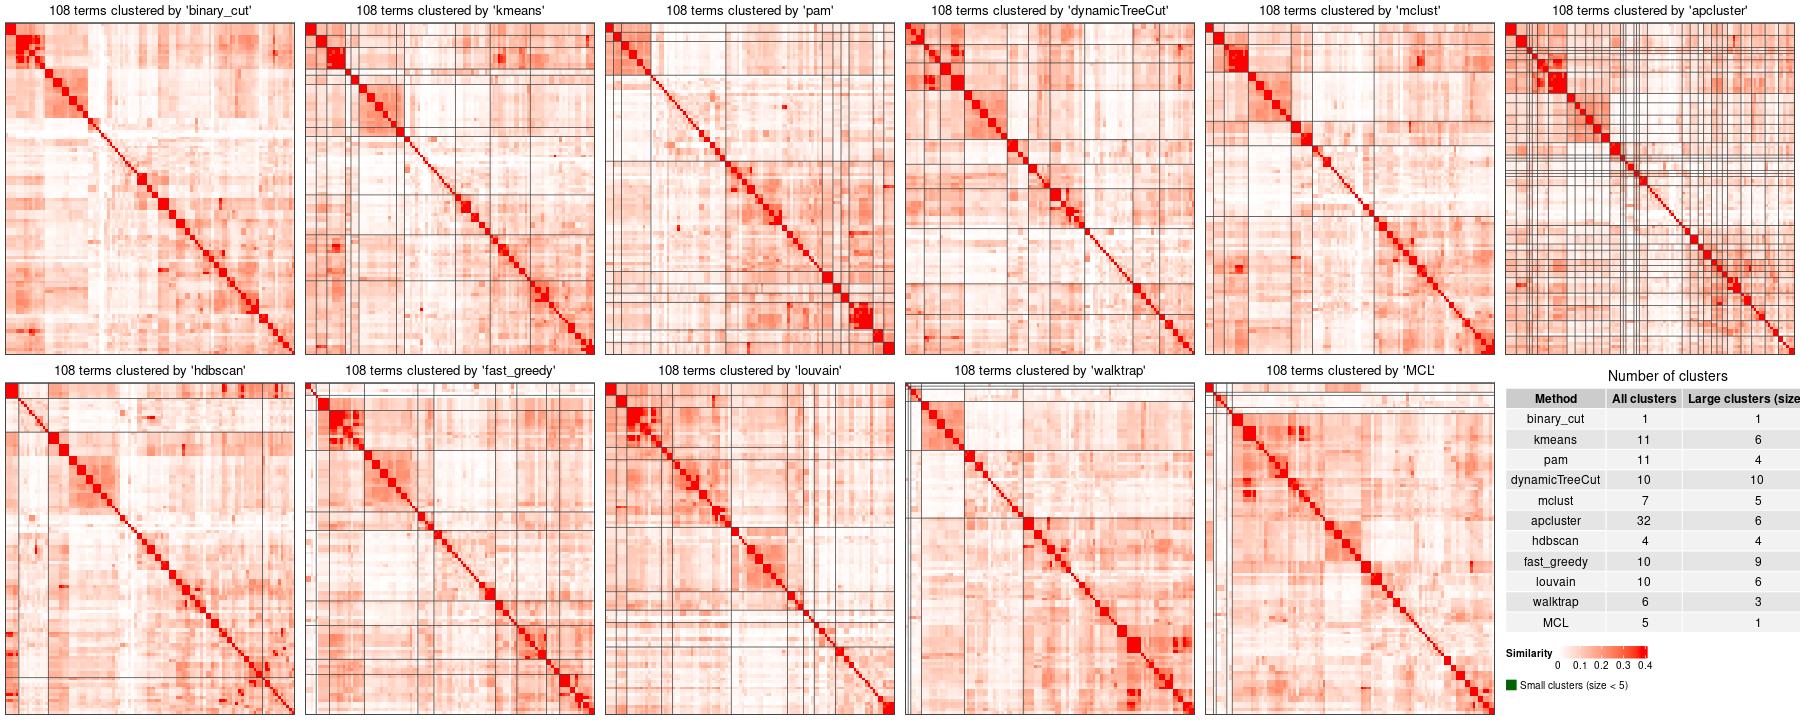 108 terms clustered by 'binary_cut'
108 terms clustered by 'kmeans'
108 terms clustered by 'pam'
108 terms clustered by 'dynamicTreeCut'
108 terms clustered by 'mclust'
108 terms clustered by 'apcluster'
108 terms clustered by 'hdbscan'
108 terms clustered by 'fast_greedy'
108 terms clustered by 'louvain'
108 terms clustered by 'walktrap'
108 terms clustered by 'MCL'
Number of clusters
Method All clusters Large clusters (size
binary_cut 1 1
kmeans 11 6
pam 11 4
dynamicTreeCut 10 10
mclust 7 5
apcluster 32 6
hdbscan 4 4
fast_greedy 10 9
louvain 10 6
walktrap 6 3
MCL 5 1
Similarity
0 0.1 0.2 0.3 0.4
Small clusters (size < 5)